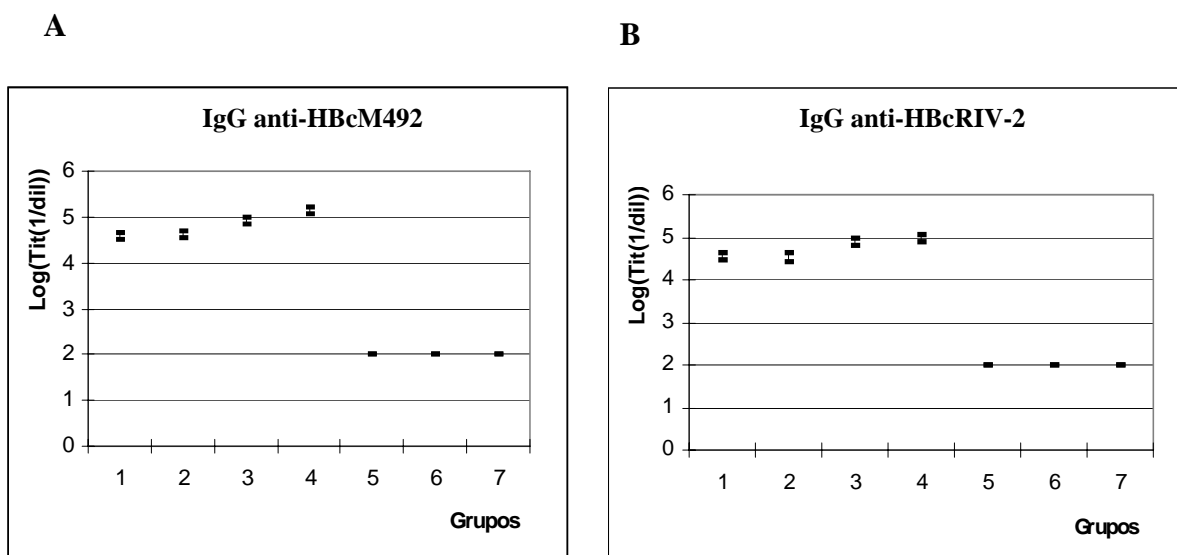 A
IgG anti-HBcM492
Log(Tit(1/dil))
6
5
4
3
2
1
0
1 2 3 4 5 6 7
Grupos
B
IgG anti-HBcRIV-2
Log(Tit(1/dil))
6
5
4
3
2
1
0
1 2 3 4 5 6 7
Grupos